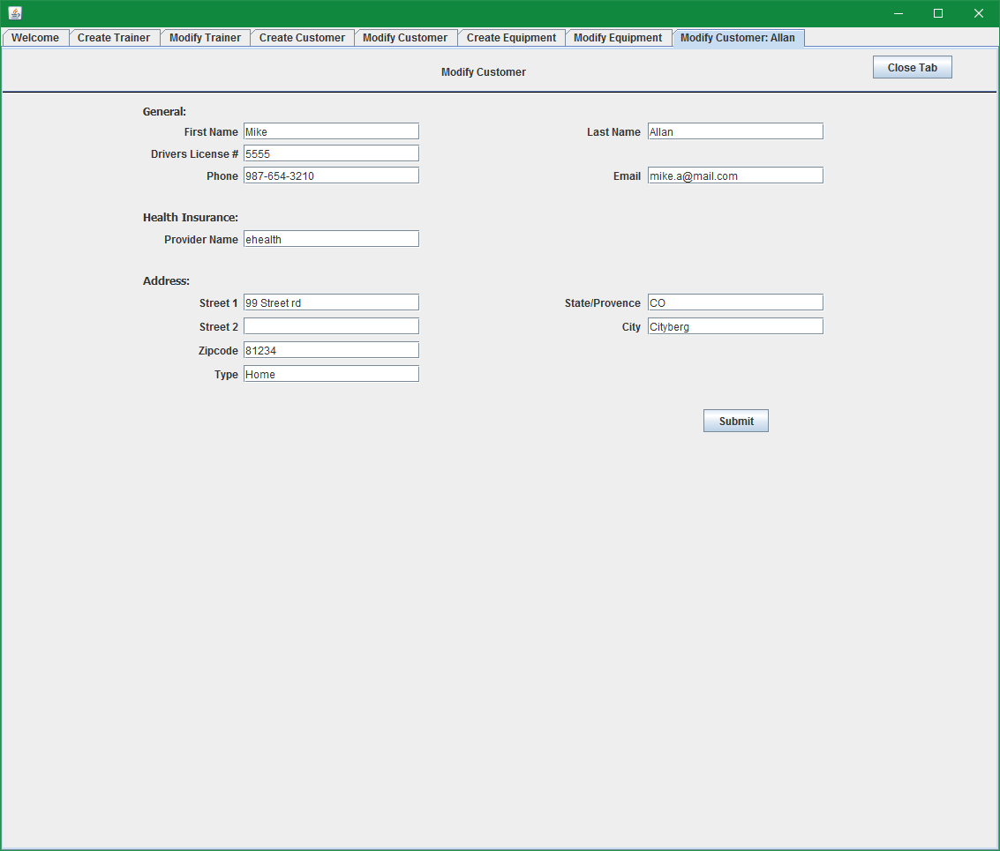 Welcome Create Trainer Modify Trainer Create Customer Modify Customer Create Equipment Modify Equipment Modify Customer: Allan
Modify Customer Close Tab
General:
First Name Mike Last Name Allan
Drivers License # 5555
Phone 987-654-3210 Email mike.a@mail.com
Health Insurance:
Provider Name ehealth
Address:
Street 1 99 Street rd State/Provence CO
Street 2 City Cityberg
Zipcode 81234
Type Home
Submit